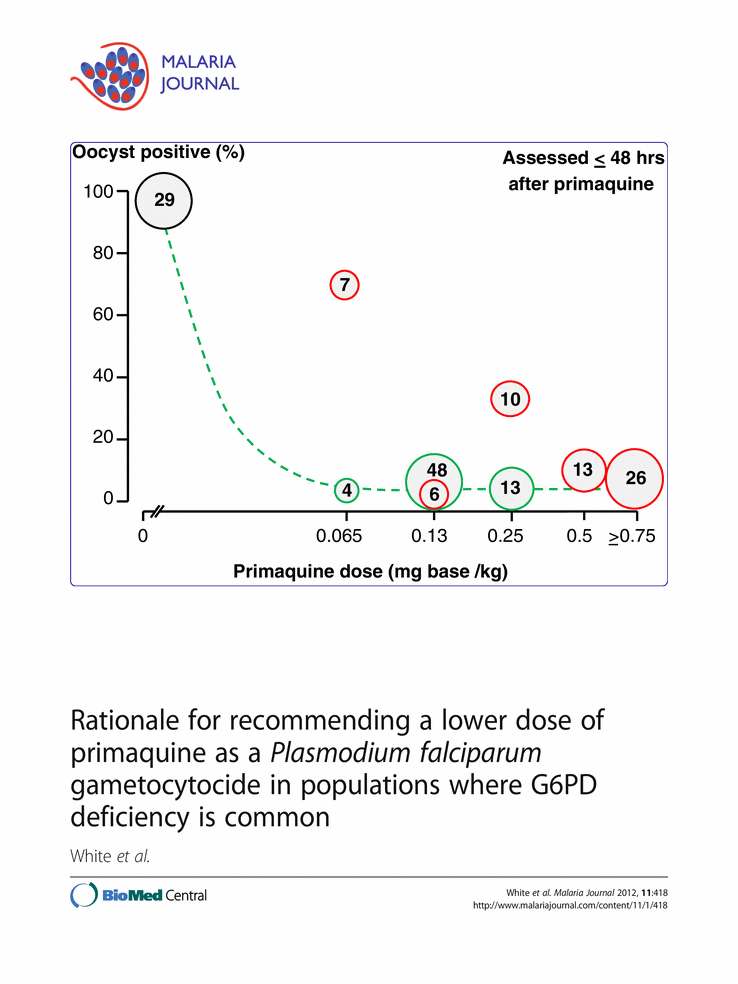 MALARIA
JOURNAL
Oocyst positive (%)
Assessed ≤ 48 hrs
after primaquine
100
80
60
40
20
0
29
7
10
4
48
6
13
13
26
0
0.065
0.13
0.25
0.5
≥0.75
Primaquine dose (mg base /kg)
Rationale for recommending a lower dose of
primaquine as a Plasmodium falciparum
gametocytocide in populations where G6PD
deficiency is common
White et al.
BioMed Central
White et al. Malaria Journal 2012, 11:418
http://www.malariajournal.com/content/11/1/418